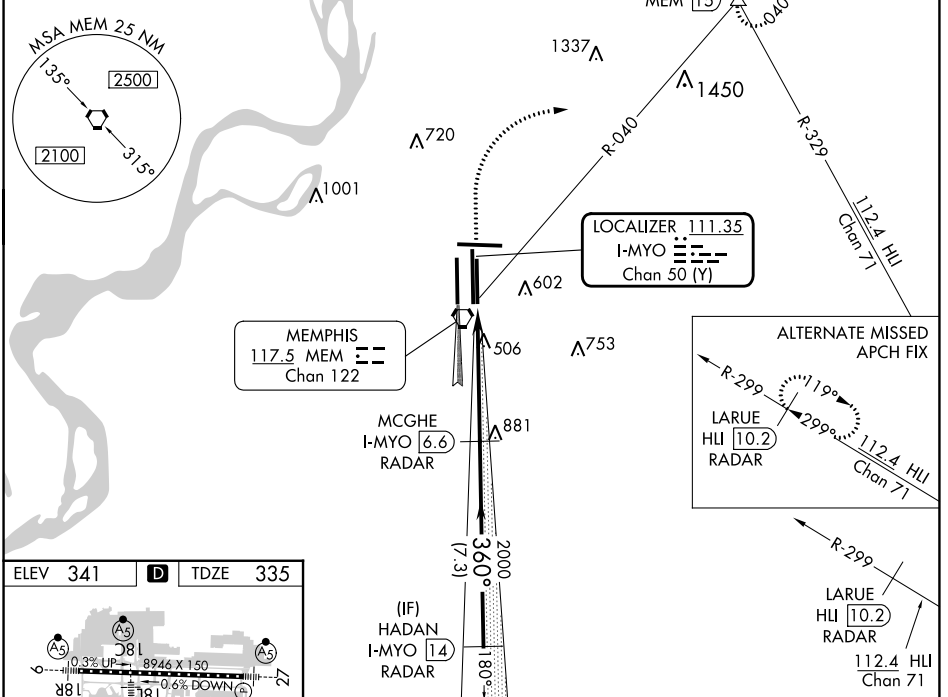 MSA MEM 25 NM
135°
2500
2100
315°
MEM 15
040
1337
1450
720
1001
R-040
R-329
112.4 HLI
Chan 71
LOCALIZER 111.35
I-MYO
Chan 50 (Y)
602
MEMPHIS
117.5 MEM
Chan 122
506
753
ALTERNATE MISSED
APCH FIX
R-299
119°
299°
LARUE
HLI 10.2
RADAR
112.4 HLI
Chan 71
MCGHE
I-MYO 6.6
RADAR
881
360°
(7.3)
2000
(IF)
HADAN
I-MYO 14
RADAR
180°
R-299
LARUE
HLI 10.2
RADAR
112.4 HLI
Chan 71
ELEV 341
D
TDZE 335
A5
A5
A5
18C
0.3% UP
8946 X 150
0.6% DOWN
9
27
18R
18L
P